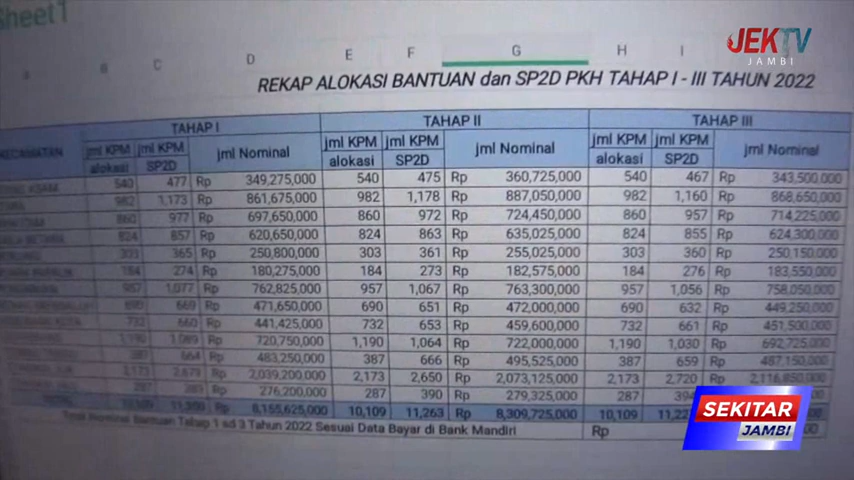 Sheet1
JEKTV
JAMBI
B C D E F G H I
REKAP ALOKASI BANTUAN dan SP2D PKH TAHAP I - III TAHUN 2022
KECAMATAN TAHAP I TAHAP II TAHAP III
jml KPM alokasi jml KPM SP2D jml Nominal jml KPM alokasi jml KPM SP2D jml Nominal jml KPM alokasi jml KPM SP2D jml Nominal
540 477 Rp 349,275,000 540 475 Rp 360,725,000 540 467 Rp 343,500,000
982 1,173 Rp 861,675,000 982 1,178 Rp 887,050,000 982 1,160 Rp 868,650,000
860 977 Rp 697,650,000 860 972 Rp 724,450,000 860 957 Rp 714,225,000
824 857 Rp 620,650,000 824 863 Rp 635,025,000 824 855 Rp 624,300,000
303 365 Rp 250,800,000 303 361 Rp 255,025,000 303 360 Rp 250,150,000
184 274 Rp 180,275,000 184 273 Rp 182,575,000 184 276 Rp 183,550,000
957 1,077 Rp 762,825,000 957 1,067 Rp 763,300,000 957 1,056 Rp 758,050,000
690 669 Rp 471,650,000 690 651 Rp 472,000,000 690 632 Rp 449,250,000
732 660 Rp 441,425,000 732 653 Rp 459,600,000 732 661 Rp 451,500,000
1,190 1,089 Rp 720,750,000 1,190 1,064 Rp 722,000,000 1,190 1,030 Rp 692,725,000
387 664 Rp 483,250,000 387 666 Rp 495,525,000 387 659 Rp 487,150,000
2,173 2,679 Rp 2,039,200,000 2,173 2,650 Rp 2,073,125,000 2,173 2,720 Rp 2,116,850,000
287 Rp 276,200,000 287 390 Rp 279,325,000 287
10,109 Rp 8,155,625,000 10,109 11,263 Rp 8,309,725,000 10,109
Total Nominal Bantuan Tahap 1 sd 3 Tahun 2022 Sesuai Data Bayar di Bank Mandiri Rp
SEKITAR
JAMBI